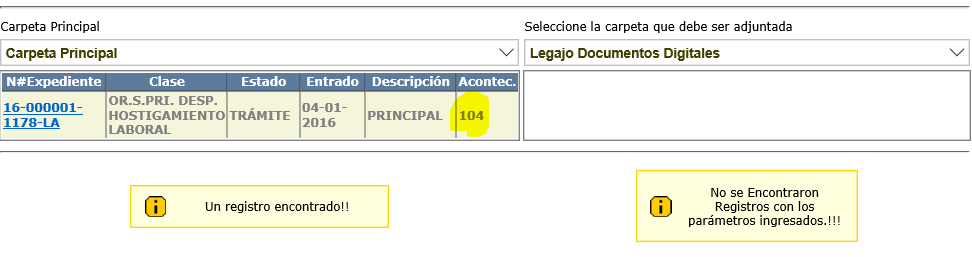 Carpeta Principal
Seleccione la carpeta que debe ser adjuntada
Carpeta Principal
Legajo Documentos Digitales
N#Expediente Clase Estado Entrado Descripción Acontec.
16-000001-
1178-LA
OR.S.PRI. DESP.
HOSTIGAMIENTO
LABORAL
TRÁMITE
04-01-
2016
PRINCIPAL
104
Un registro encontrado!!
No se Encontraron
Registros con los
parámetros ingresados.!!!